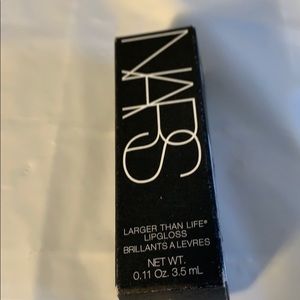 NARS
LARGER THAN LIFE®
LIPGLOSS
BRILLANTS A LEVRES
NET WT.
0.11 Oz. 3.5 mL